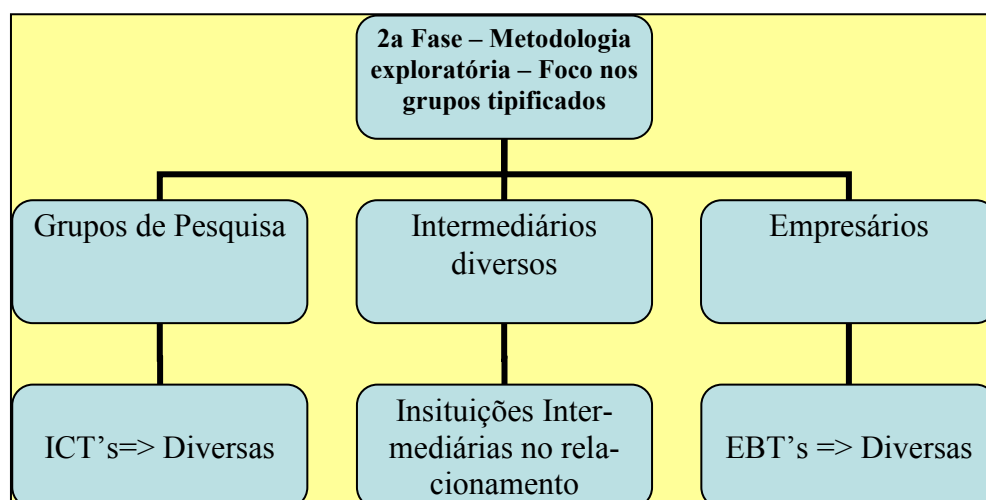 2a Fase – Metodologia
exploratória – Foco nos
grupos tipificados
Grupos de Pesquisa
Intermediários
diversos
Empresários
ICT’s=> Diversas
Insituições Inter-
mediárias no rela-
cionamento
EBT’s => Diversas